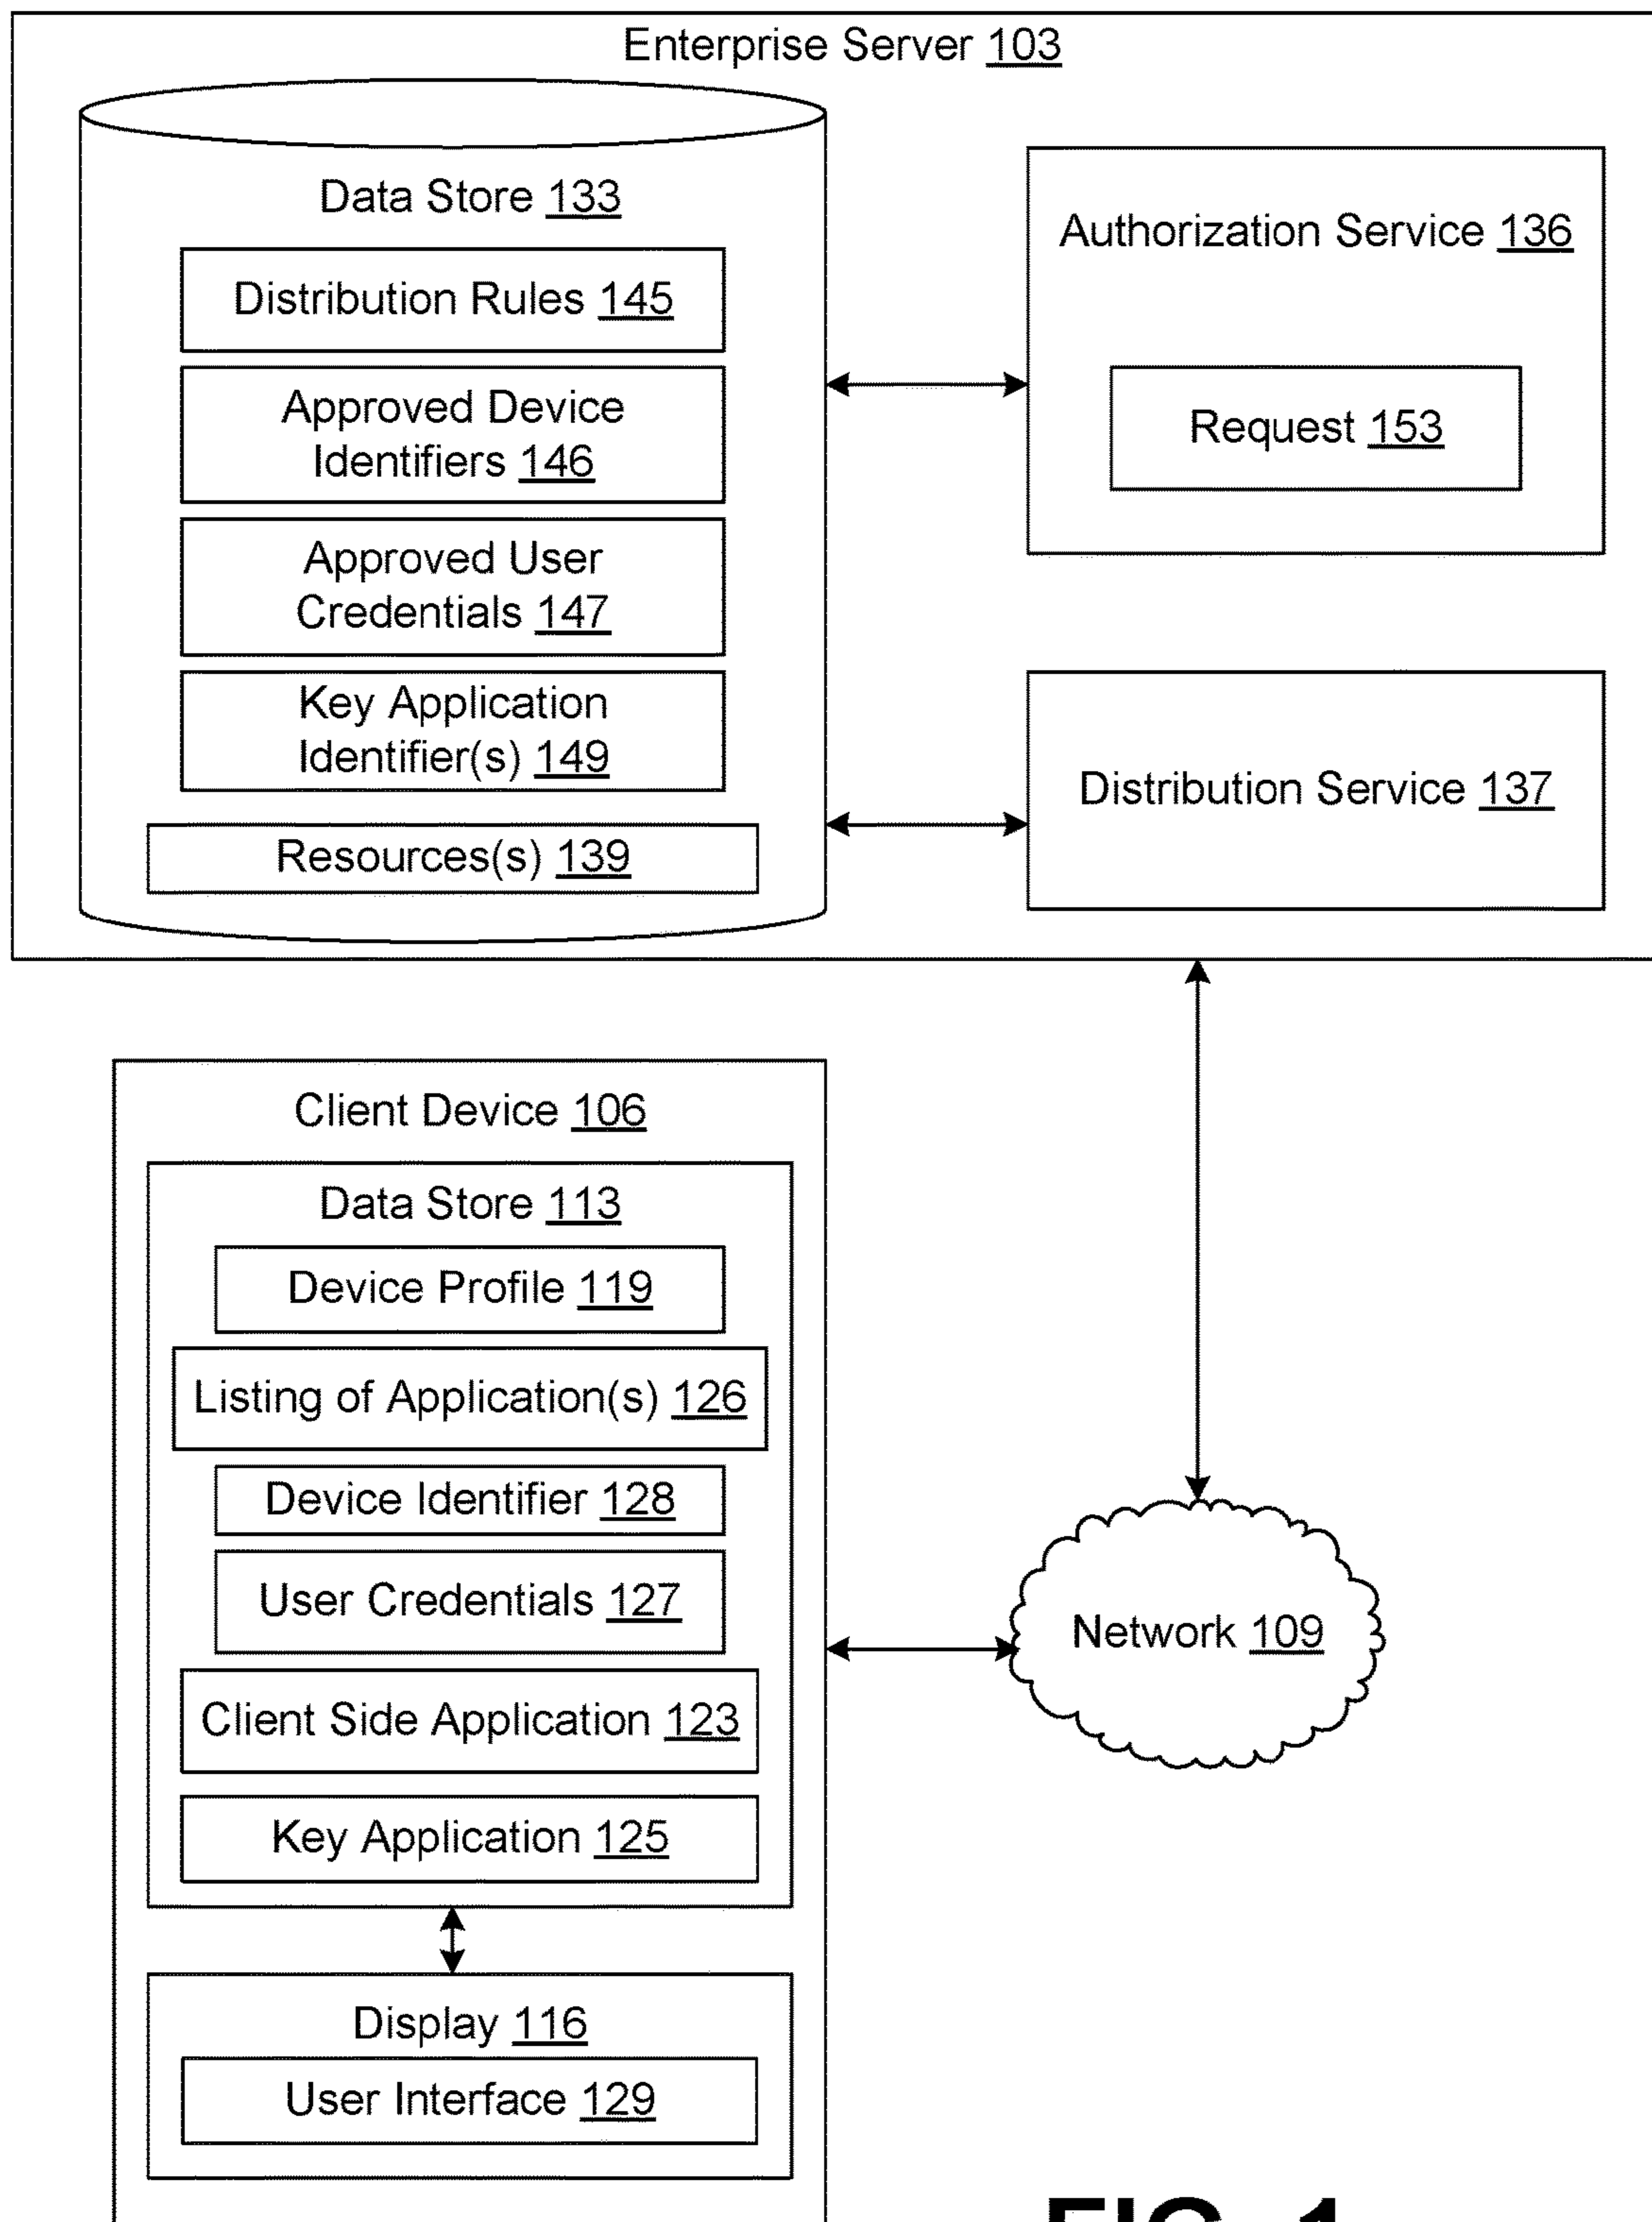 Enterprise Server 103
Data Store 133
Distribution Rules 145
Approved Device
Identifiers 146
Approved User
Credentials 147
Key Application
Identifier(s) 149
Resources(s) 139
Authorization Service 136
Request 153
Distribution Service 137
Client Device 106
Data Store 113
Device Profile 119
Listing of Application(s) 126
Device Identifier 128
User Credentials 127
Client Side Application 123
Key Application 125
Display 116
User Interface 129
Network 109
FIG. 1